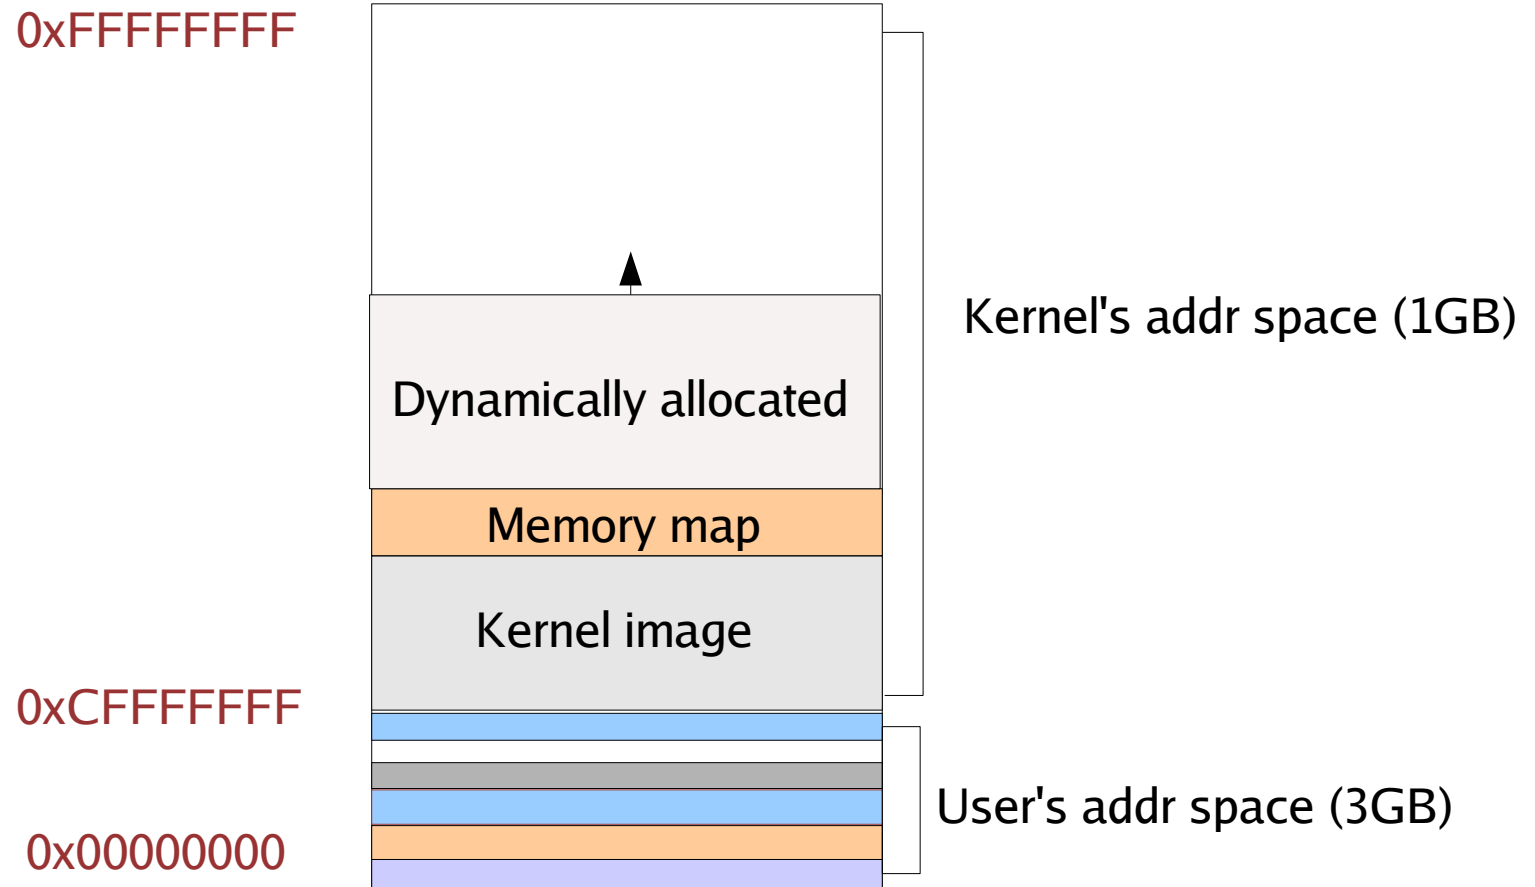 0xFFFFFFFF
Kernel's addr space (1GB)
Dynamically allocated
Memory map
Kernel image
0xCFFFFFFF
User's addr space (3GB)
0x00000000